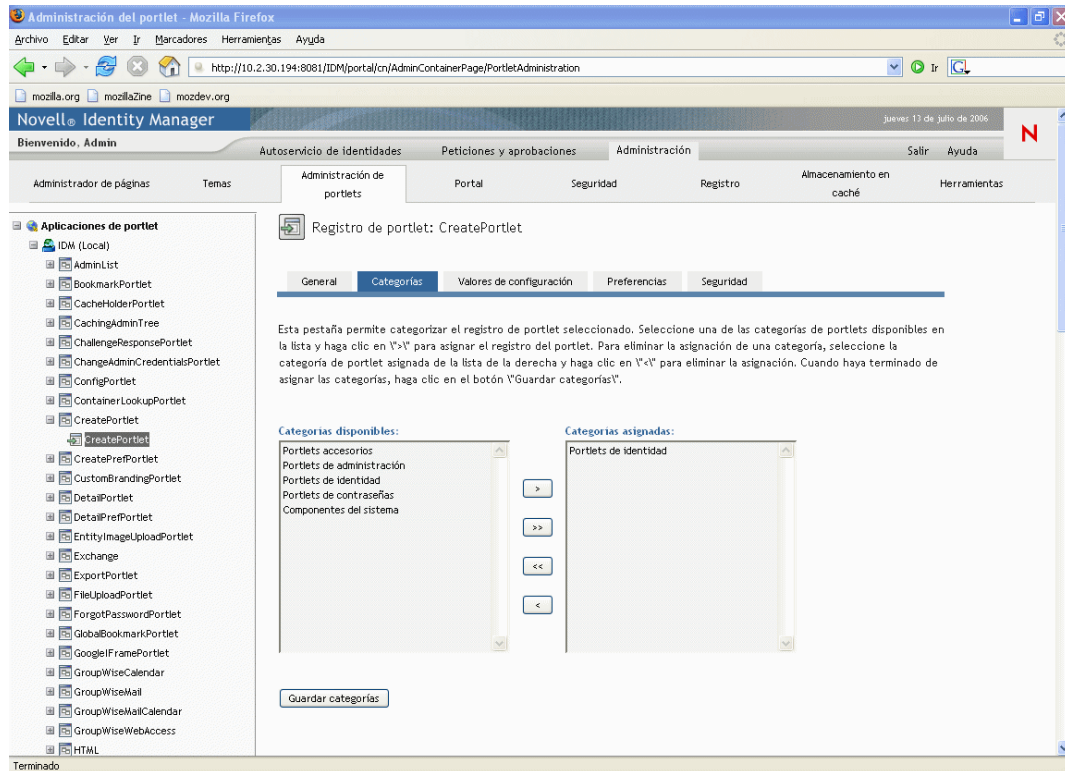 Administración del portlet - Mozilla Firefox
Archivo Editar Ver Ir Marcadores Herramientas Ayuda
http://10.2.30.194:8081/IDM/portal/cn/AdminContainerPage/PortletAdministration
Ir
G
mozilla.org mozillaZine mozdev.org
Novell® Identity Manager
jueves 13 de julio de 2006
N
Bienvenido, Admin
Autoservicio de identidades Peticiones y aprobaciones Administración Salir Ayuda
Administrador de páginas Temas Administración de portlets Portal Seguridad Registro Almacenamiento en caché Herramientas
Aplicaciones de portlet
IDM (Local)
AdminList
BookmarkPortlet
CacheHolderPortlet
CachingAdminTree
ChallengeResponsePortlet
ChangeAdminCredentialsPortlet
ConfigPortlet
ContainerLookupPortlet
CreatePortlet
CreatePortlet
CreatePrefPortlet
CustomBrandingPortlet
DetailPortlet
DetailPrefPortlet
EntityImageUploadPortlet
Exchange
ExportPortlet
FileUploadPortlet
ForgotPasswordPortlet
GlobalBookmarkPortlet
GoogleIFramePortlet
GroupWiseCalendar
GroupWiseMail
GroupWiseMailCalendar
GroupWiseWebAccess
HTML
Registro de portlet: CreatePortlet
General Categorías Valores de configuración Preferencias Seguridad
Esta pestaña permite categorizar el registro de portlet seleccionado. Seleccione una de las categorías de portlets disponibles en
la lista y haga clic en \">\" para asignar el registro del portlet. Para eliminar la asignación de una categoría, seleccione la
categoría de portlet asignada de la lista de la derecha y haga clic en \"<\" para eliminar la asignación. Cuando haya terminado de
asignar las categorías, haga clic en el botón \"Guardar categorías\".
Categorías disponibles:
Portlets accesorios
Portlets de administración
Portlets de identidad
Portlets de contraseñas
Componentes del sistema
>
>>
<<
<
Categorías asignadas:
Portlets de identidad
Guardar categorías
Terminado